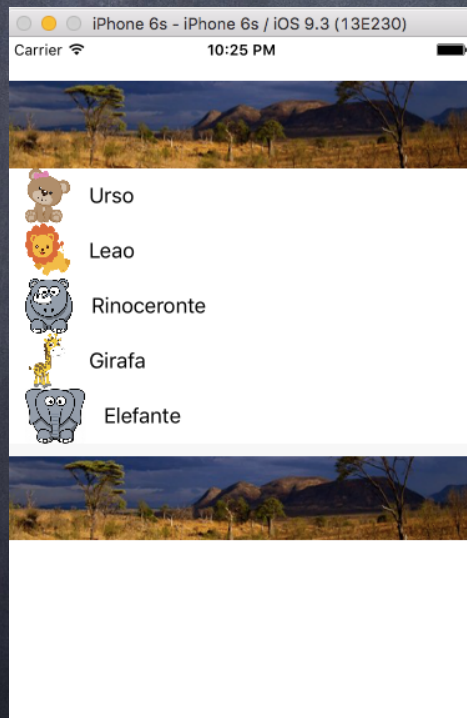 iPhone 6s - iPhone 6s / iOS 9.3 (13E230)
Carrier 10:25 PM
Urso
Leao
Rinoceronte
Girafa
Elefante